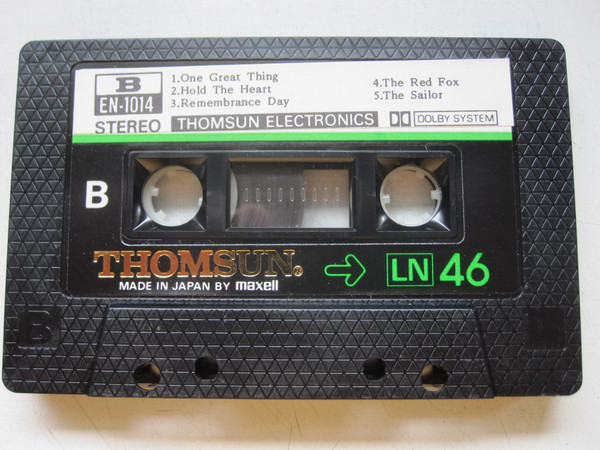 B
EN-1014
STEREO
1.One Great Thing
2.Hold The Heart
3.Remembrance Day
4.The Red Fox
5.The Sailor
THOMSUN ELECTRONICS
DOLBY SYSTEM
B
THOMSUN
MADE IN JAPAN BY maxell
LN 46
B